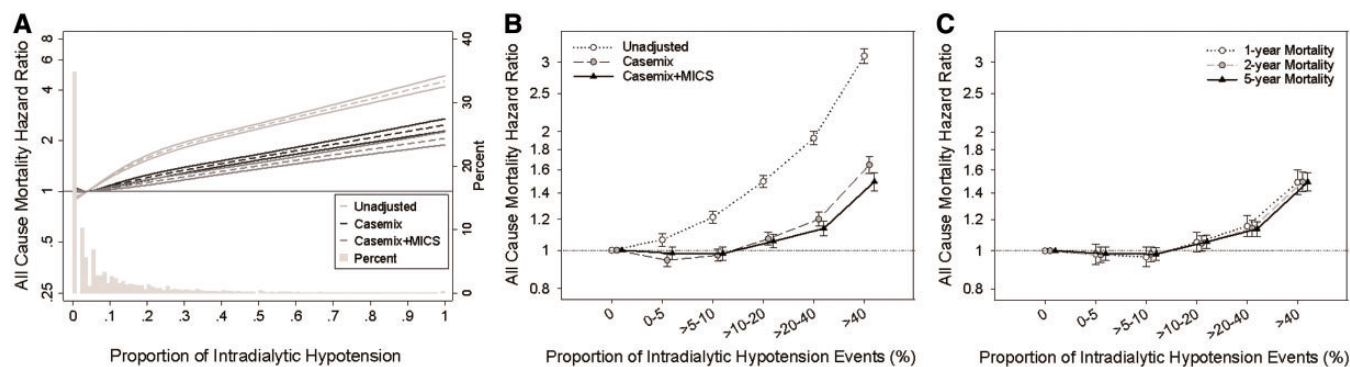 A
All Cause Mortality Hazard Ratio
8
6
4
2
1
.5
25
40
30
20
10
0
Percent
Unadjusted
Casemix
Casemix+MICS
Percent
0 .1 .2 .3 .4 .5 .6 .7 .8 .9 1
Proportion of Intradialytic Hypotension
B
All Cause Mortality Hazard Ratio
3
2.5
2
1.6
1.4
1.2
1
0.8
Unadjusted
Casemix
Casemix+MICS
0 0-5 >5-10 >10-20 >20-40 >40
Proportion of Intradialytic Hypotension Events (%)
C
All Cause Mortality Hazard Ratio
3
2.5
2
1.6
1.4
1.2
1
0.8
1-year Mortality
2-year Mortality
5-year Mortality
0 0-5 >5-10 >10-20 >20-40 >40
Proportion of Intradialytic Hypotension Events (%)